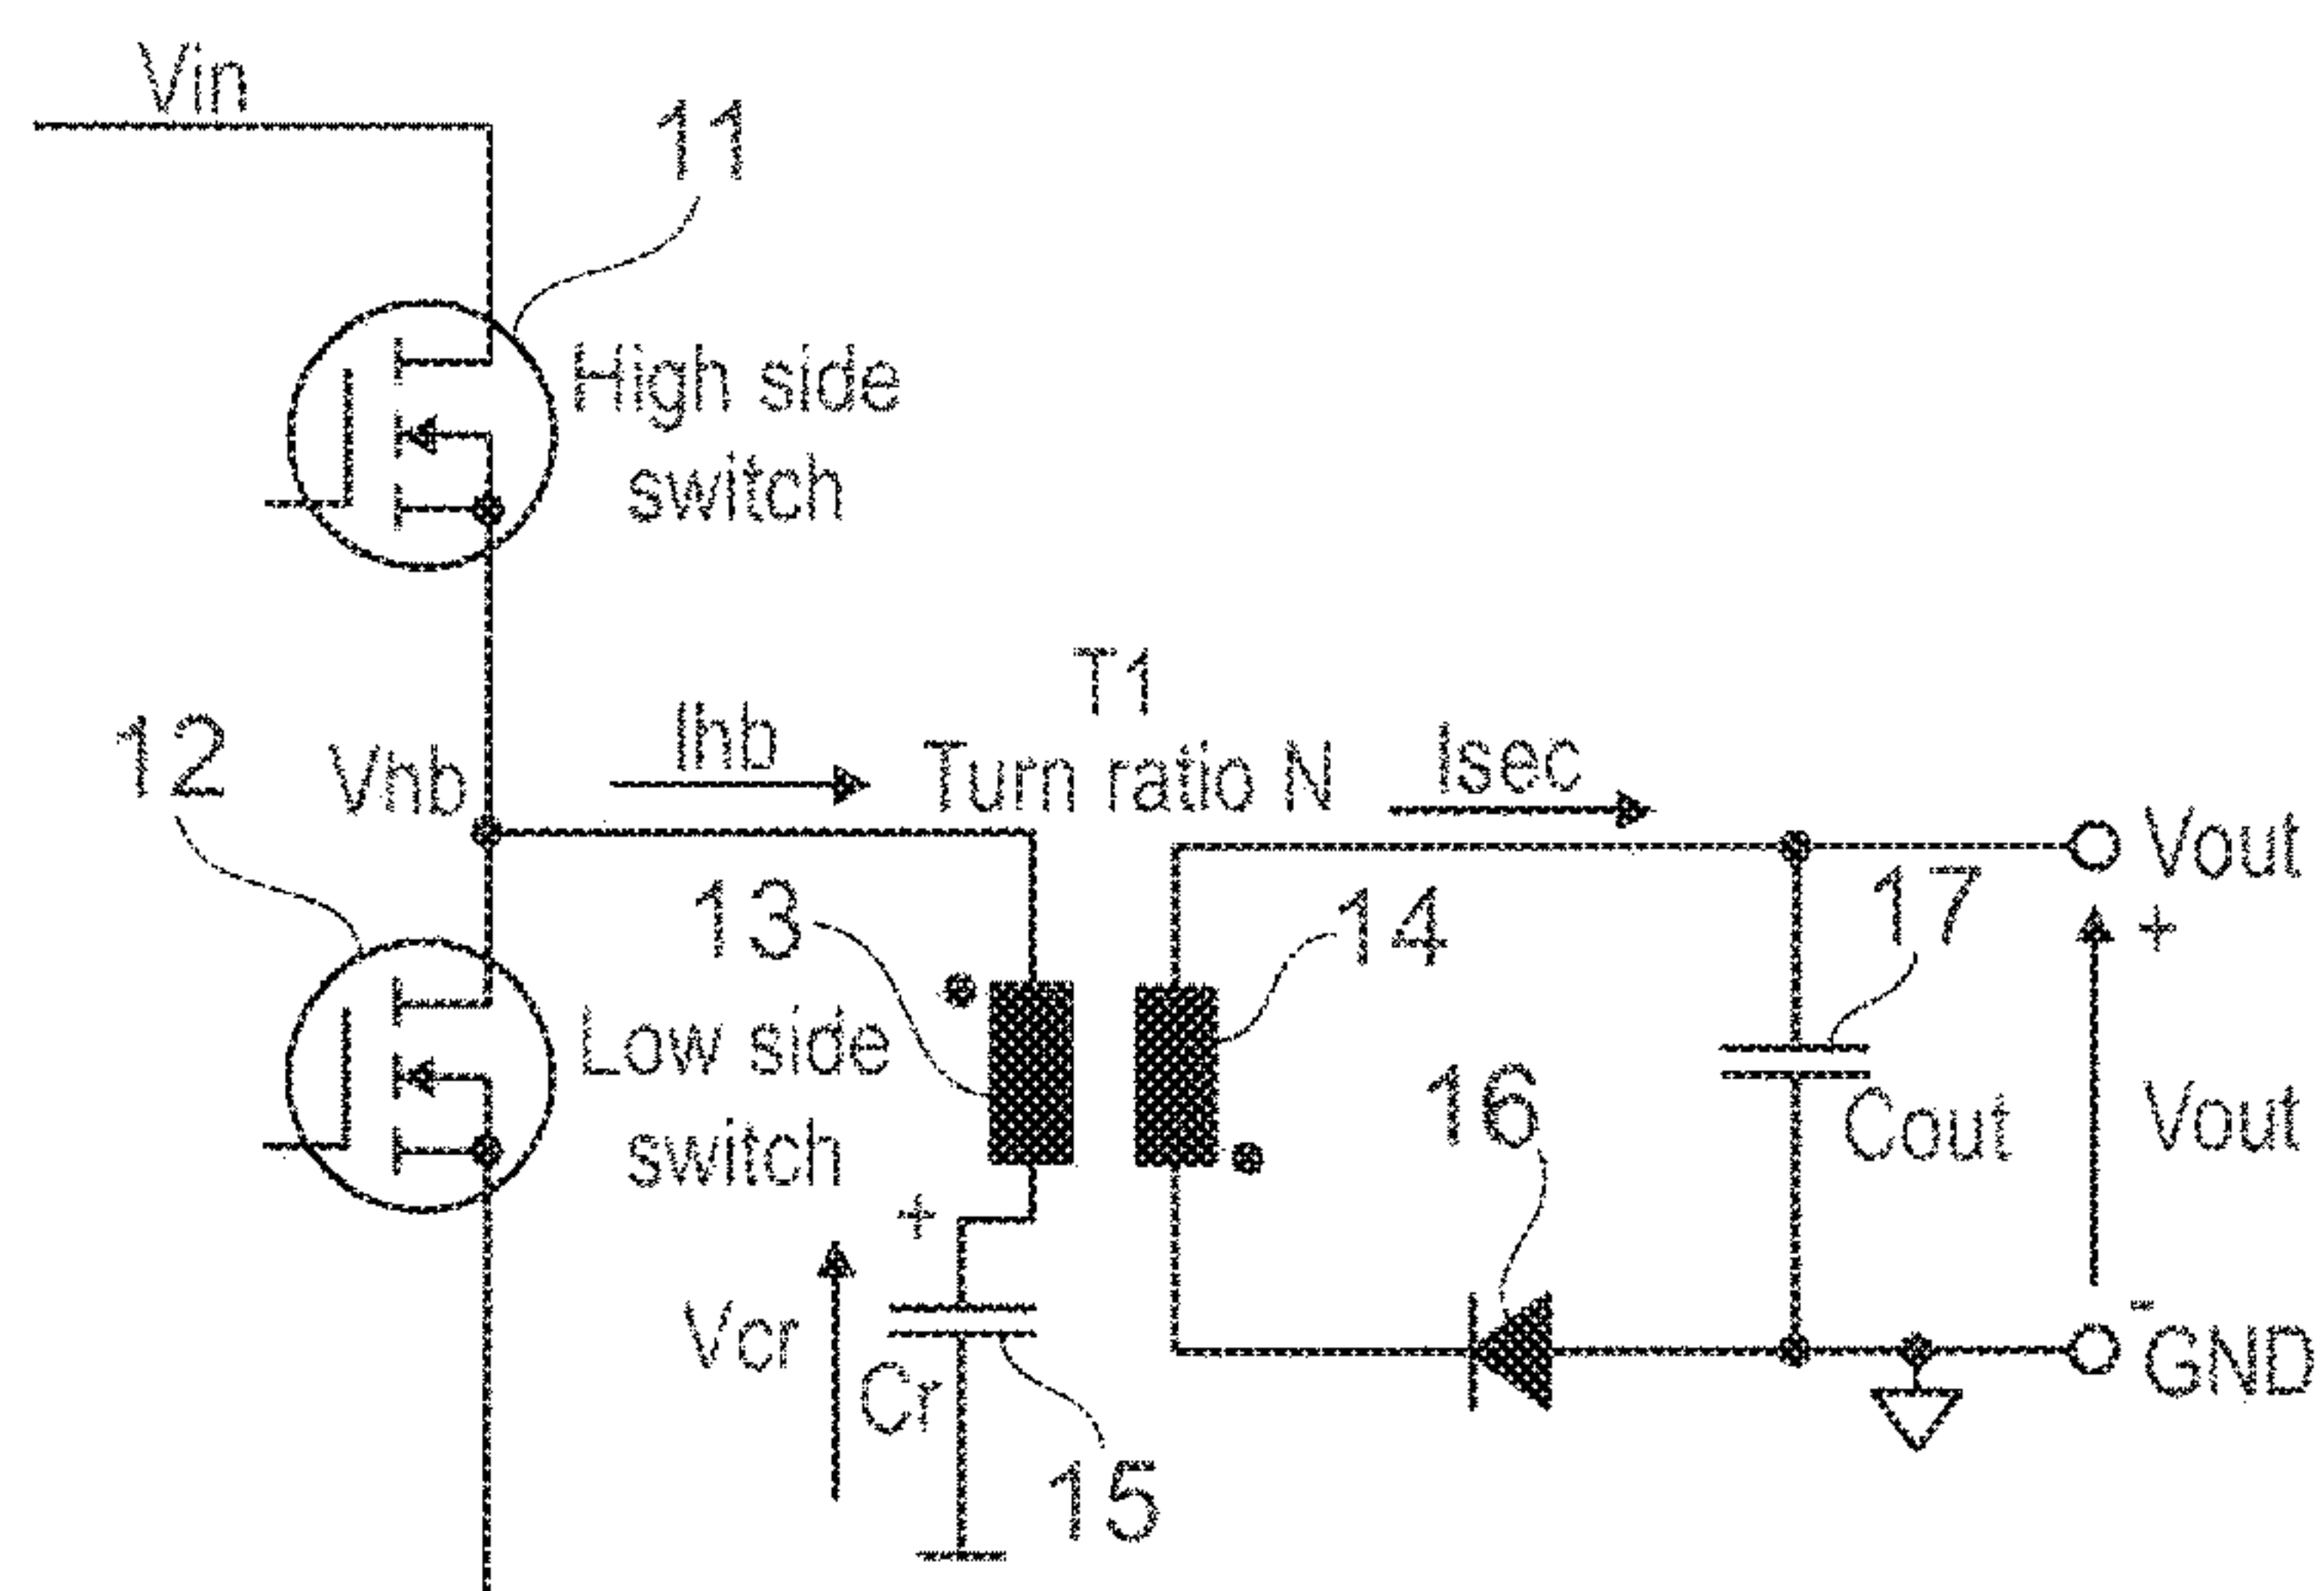 Vin
11
High side
switch
T1
12
Vhb
Ihb
Turn ratio N
Isec
Vout
13
14
17
+
Low side
switch
16
Cout
Vout
+
Vcr
Cr
-
GND
15